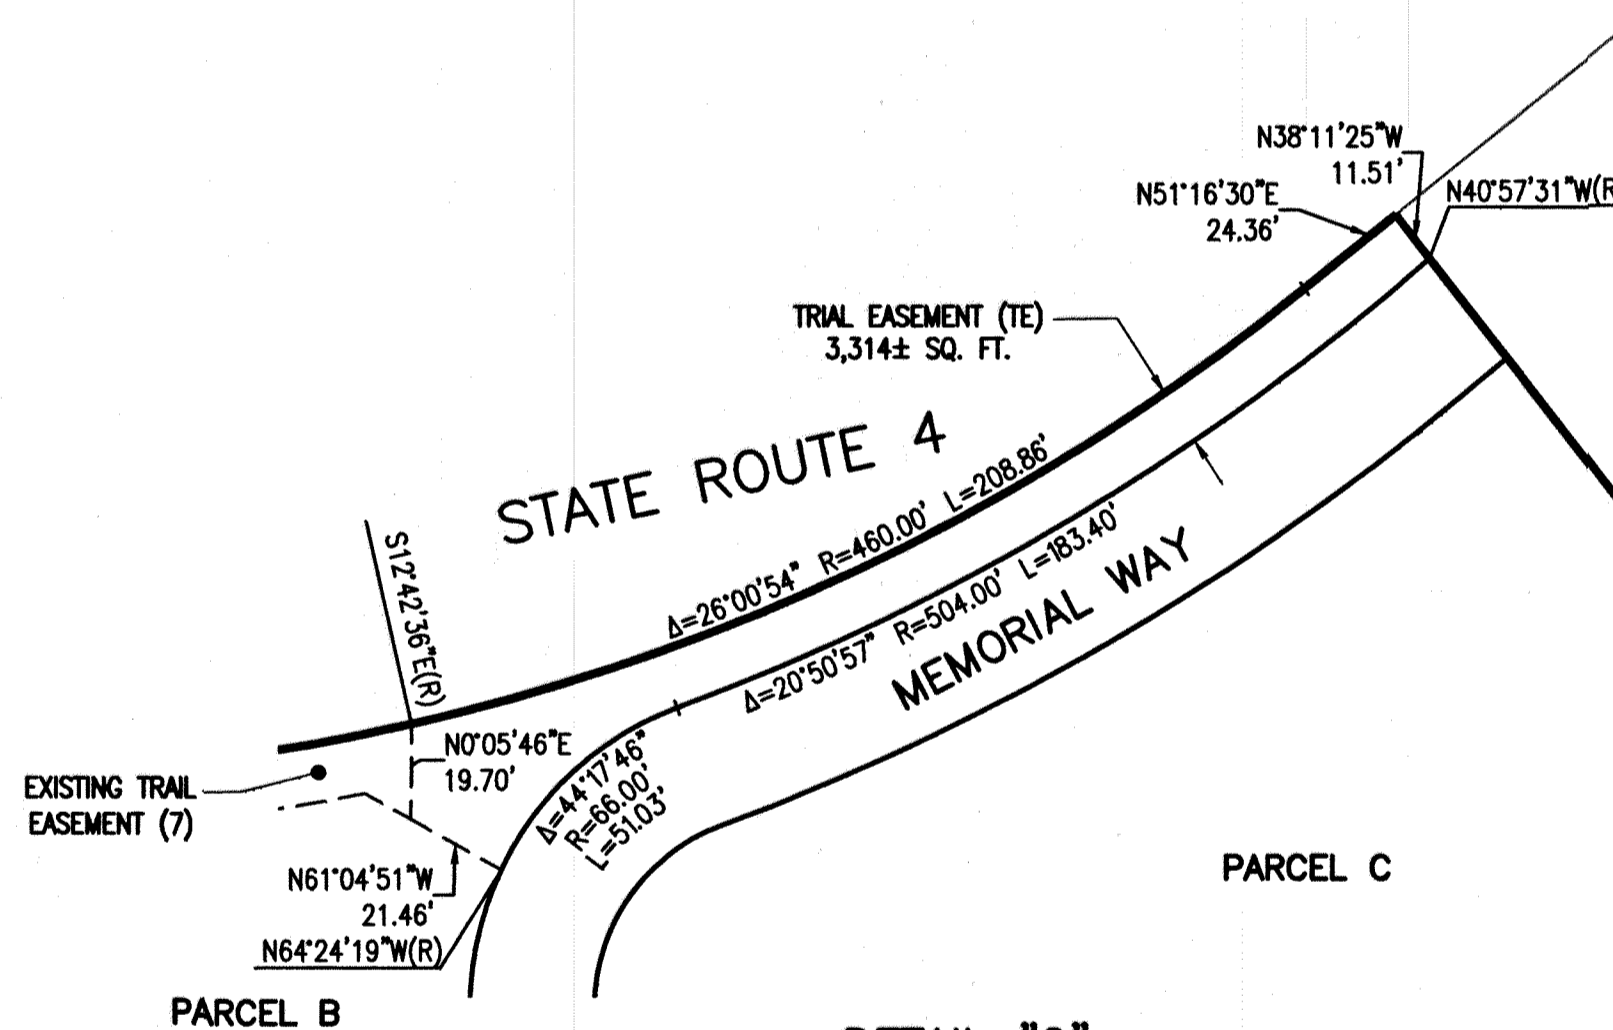 N38°11'25"W
11.51'
N51°16'30"E
24.36'
N40°57'31"W(R
TRIAL EASEMENT (TE)
3,314± SQ. FT.
STATE ROUTE 4
S12°42'36"E(R)
Δ=26°00'54" R=460.00' L=208.86'
Δ=20°50'57" R=504.00' L=183.40'
MEMORIAL WAY
N0°05'46"E
19.70'
EXISTING TRAIL
EASEMENT (7)
Δ=44°17'46"
R=66.00'
L=51.03'
N61°04'51"W
21.46'
N64°24'19"W(R)
PARCEL C
PARCEL B